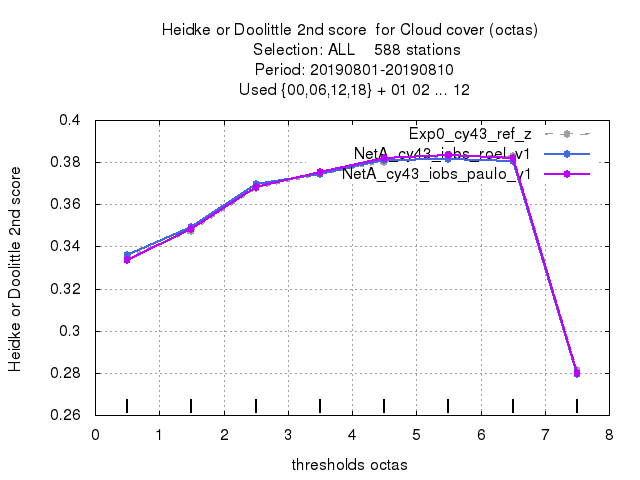 Heidke or Doolittle 2nd score  for Cloud cover (octas)
Selection: ALL    588 stations
Period: 20190801-20190810
Used {00,06,12,18} + 01 02 ... 12
Exp0_cy43_ref_z
NetA_cy43_iobs_roel_v1
NetA_cy43_iobs_paulo_v1
Heidke or Doolittle 2nd score
0.4
0.38
0.36
0.34
0.32
0.3
0.28
0.26
0 1 2 3 4 5 6 7 8
thresholds octas